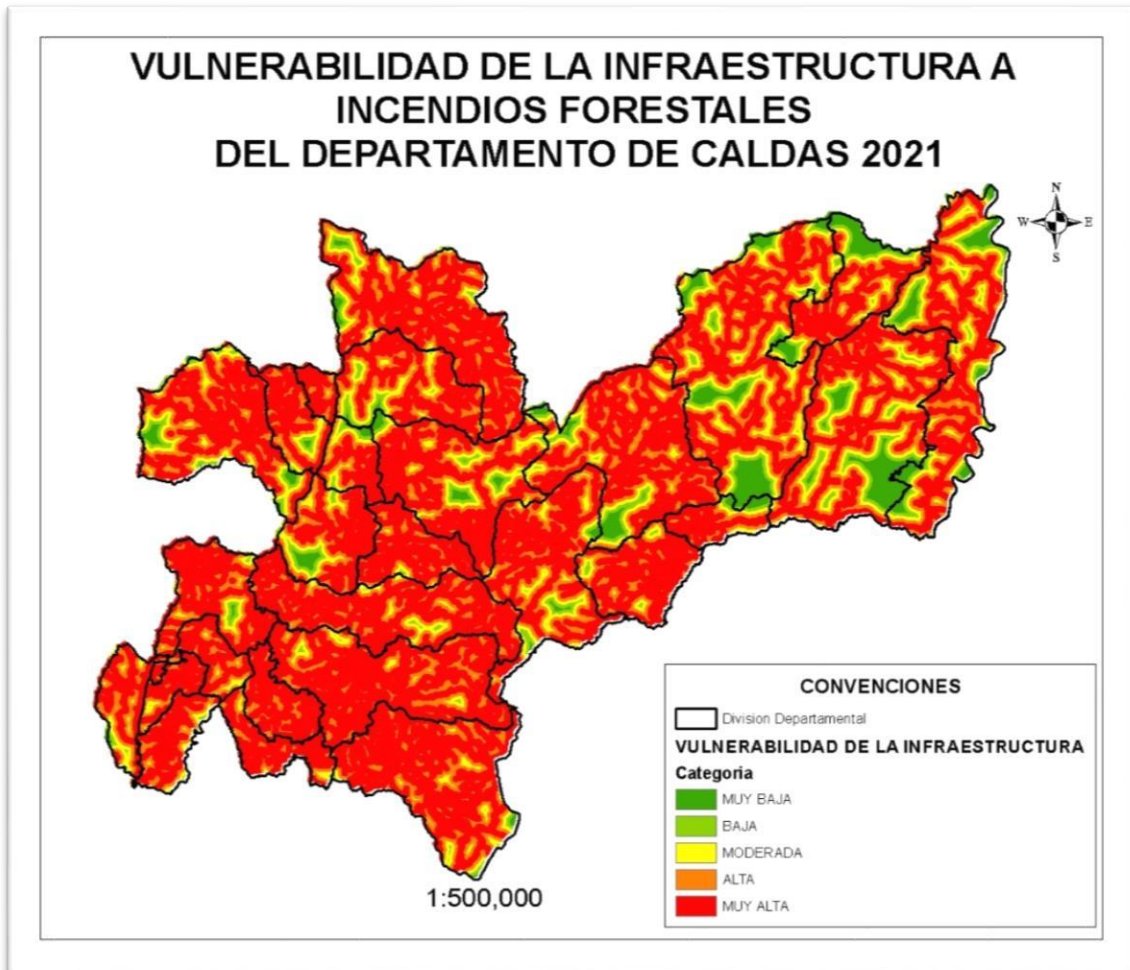 VULNERABILIDAD DE LA INFRAESTRUCTURA A
INCENDIOS FORESTALES
DEL DEPARTAMENTO DE CALDAS 2021
N
W E
S
1:500,000
CONVENCIONES
Division Departamental
VULNERABILIDAD DE LA INFRAESTRUCTURA
Categoria
MUY BAJA
BAJA
MODERADA
ALTA
MUY ALTA